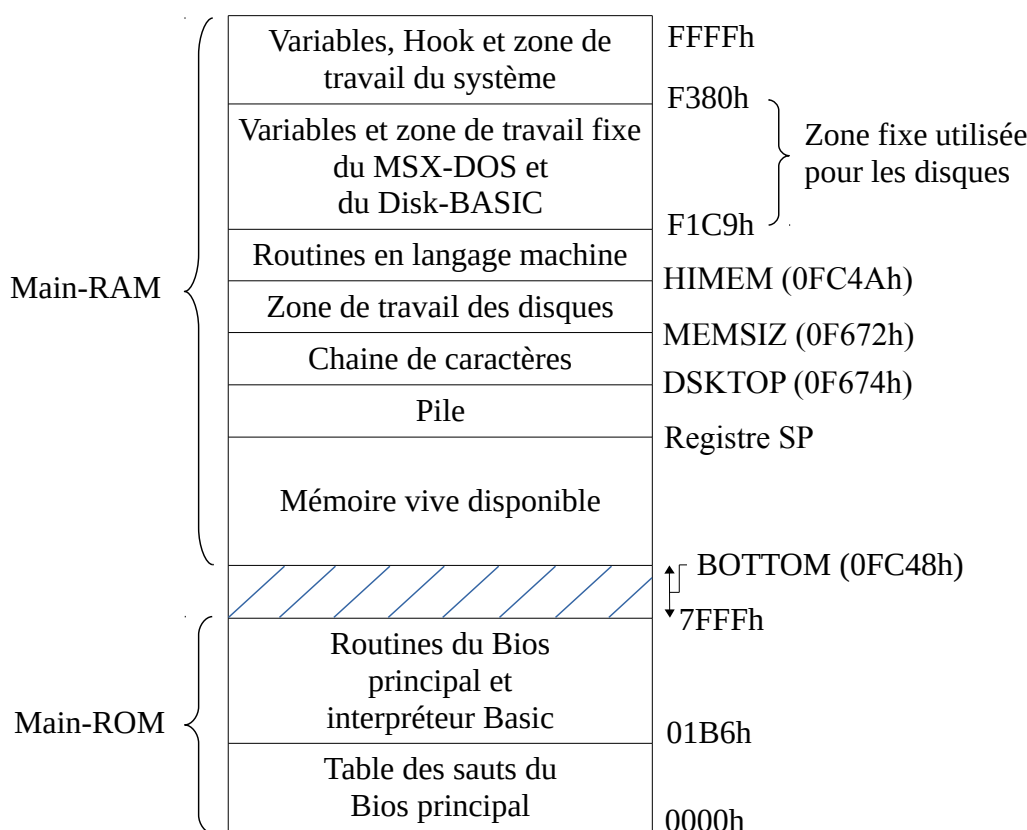 Variables, Hook et zone de
travail du système
FFFFh
F380h
Variables et zone de travail fixe
du MSX-DOS et
du Disk-BASIC
Zone fixe utilisée
pour les disques
F1C9h
Routines en langage machine
Main-RAM
HIMEM (0FC4Ah)
Zone de travail des disques
MEMSIZ (0F672h)
Chaine de caractères
DSKTOP (0F674h)
Pile
Registre SP
Mémoire vive disponible
BOTTOM (0FC48h)
7FFFh
Routines du Bios
principal et
interpréteur Basic
Main-ROM
01B6h
Table des sauts du
Bios principal
0000h